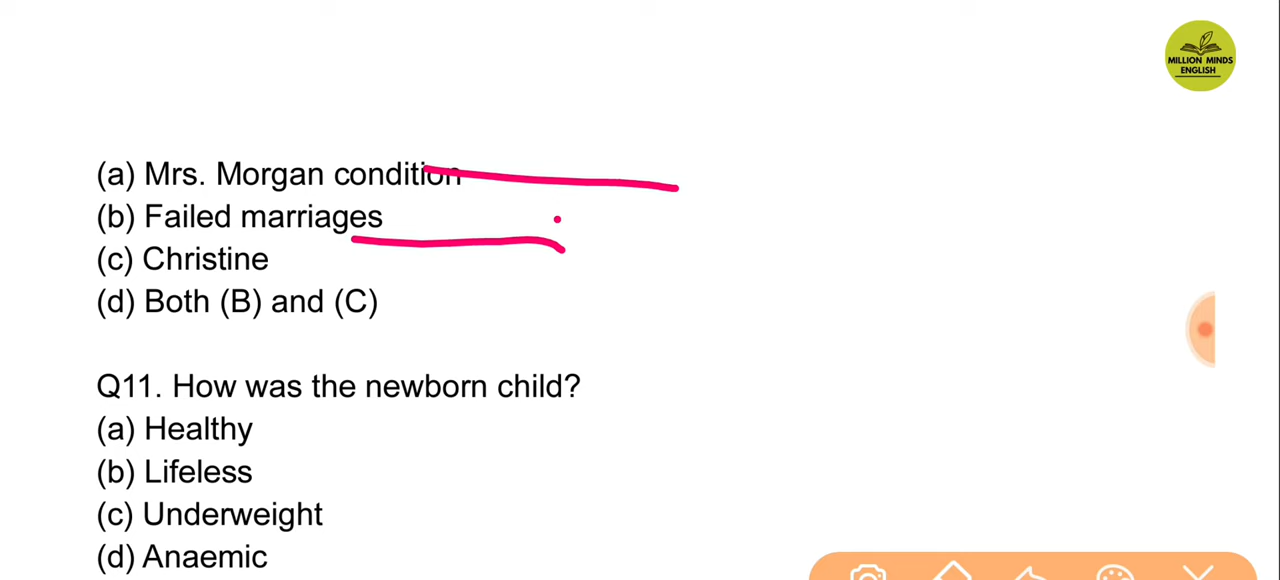 MILLION MINDS
ENGLISH
(a) Mrs. Morgan condition
(b) Failed marriages
(c) Christine
(d) Both (B) and (C)
Q11. How was the newborn child?
(a) Healthy
(b) Lifeless
(c) Underweight
(d) Anaemic